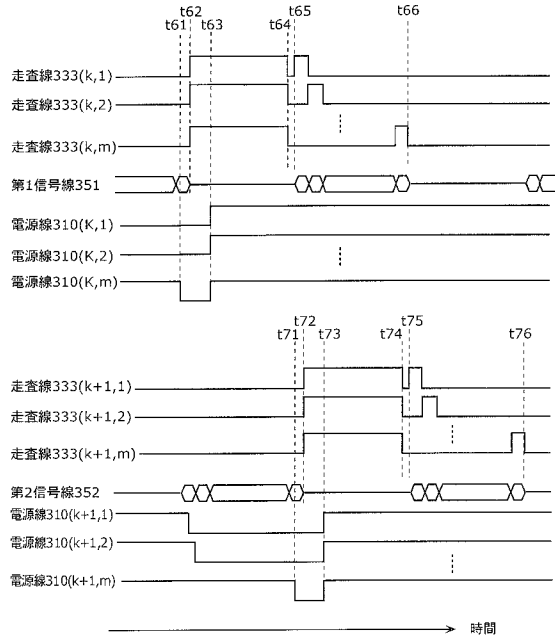 t62 t65 t66
t61 t63 t64
走査線333(k,1)
走査線333(k,2)
走査線333(k,m)
第1信号線351
電源線310(K,1)
電源線310(K,2)
電源線310(K,m)
t72 t75 t76
t71 t73 t74
走査線333(k+1,1)
走査線333(k+1,2)
走査線333(k+1,m)
第2信号線352
電源線310(k+1,1)
電源線310(k+1,2)
電源線310(k+1,m)
時間